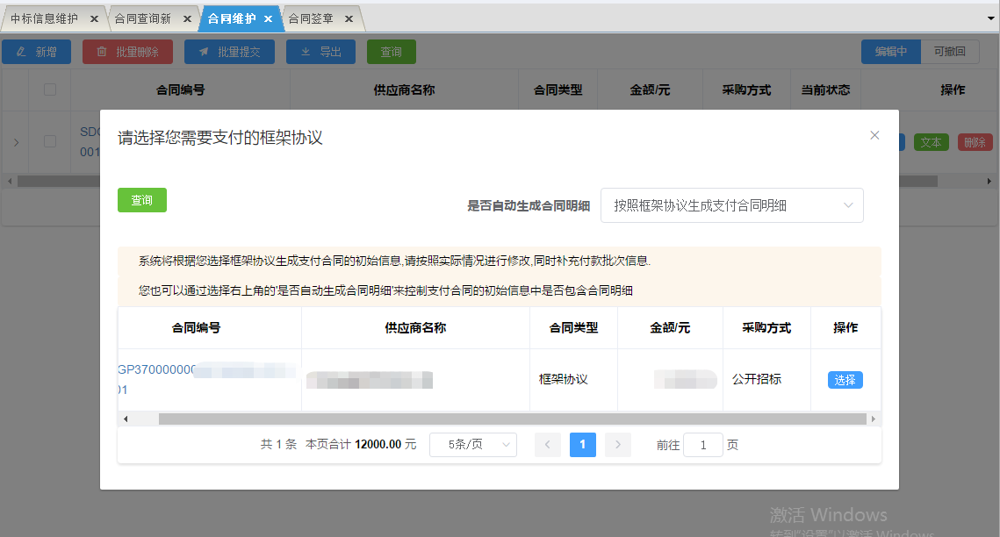 中标信息维护 ×
合同查询新 ×
合同维护 ×
合同签章 ×
新增
批量删除
批量提交
导出
查询
编辑中
可撤回
合同编号
供应商名称
合同类型
金额/元
采购方式
当前状态
操作
001
文本
删除
请选择您需要支付的框架协议
查询
是否自动生成合同明细
按照框架协议生成支付合同明细
系统将根据您选择框架协议生成支付合同的初始信息,请按照实际情况进行修改,同时补充付款批次信息.
您也可以通过选择右上角的'是否自动生成合同明细'来控制支付合同的初始信息中是否包含合同明细
合同编号
供应商名称
合同类型
金额/元
采购方式
操作
01
框架协议
公开招标
选择
共 1 条 本页合计 12000.00 元
5条/页
1
前往 1 页
激活 Windows
转到"设置"以激活 Windows